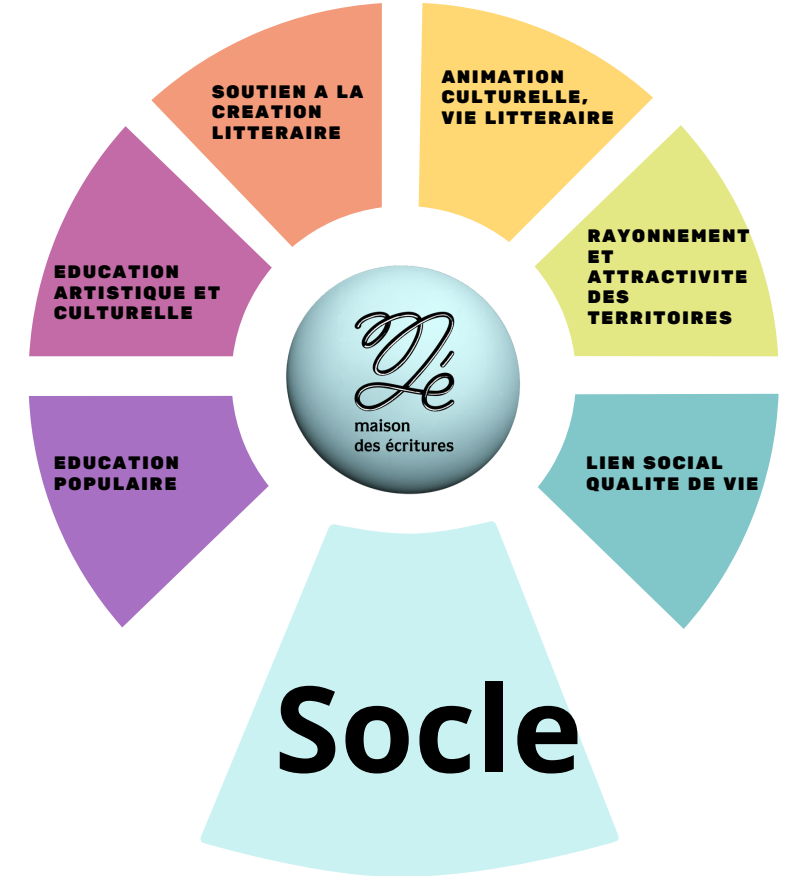 SOUTIEN A LA
CREATION
LITTERAIRE
ANIMATION
CULTURELLE,
VIE LITTERAIRE
EDUCATION
ARTISTIQUE ET
CULTURELLE
RAYONNEMENT
ET
ATTRACTIVITE
DES
TERRITOIRES
Mé
maison
des écritures
EDUCATION
POPULAIRE
LIEN SOCIAL
QUALITE DE VIE
Socle